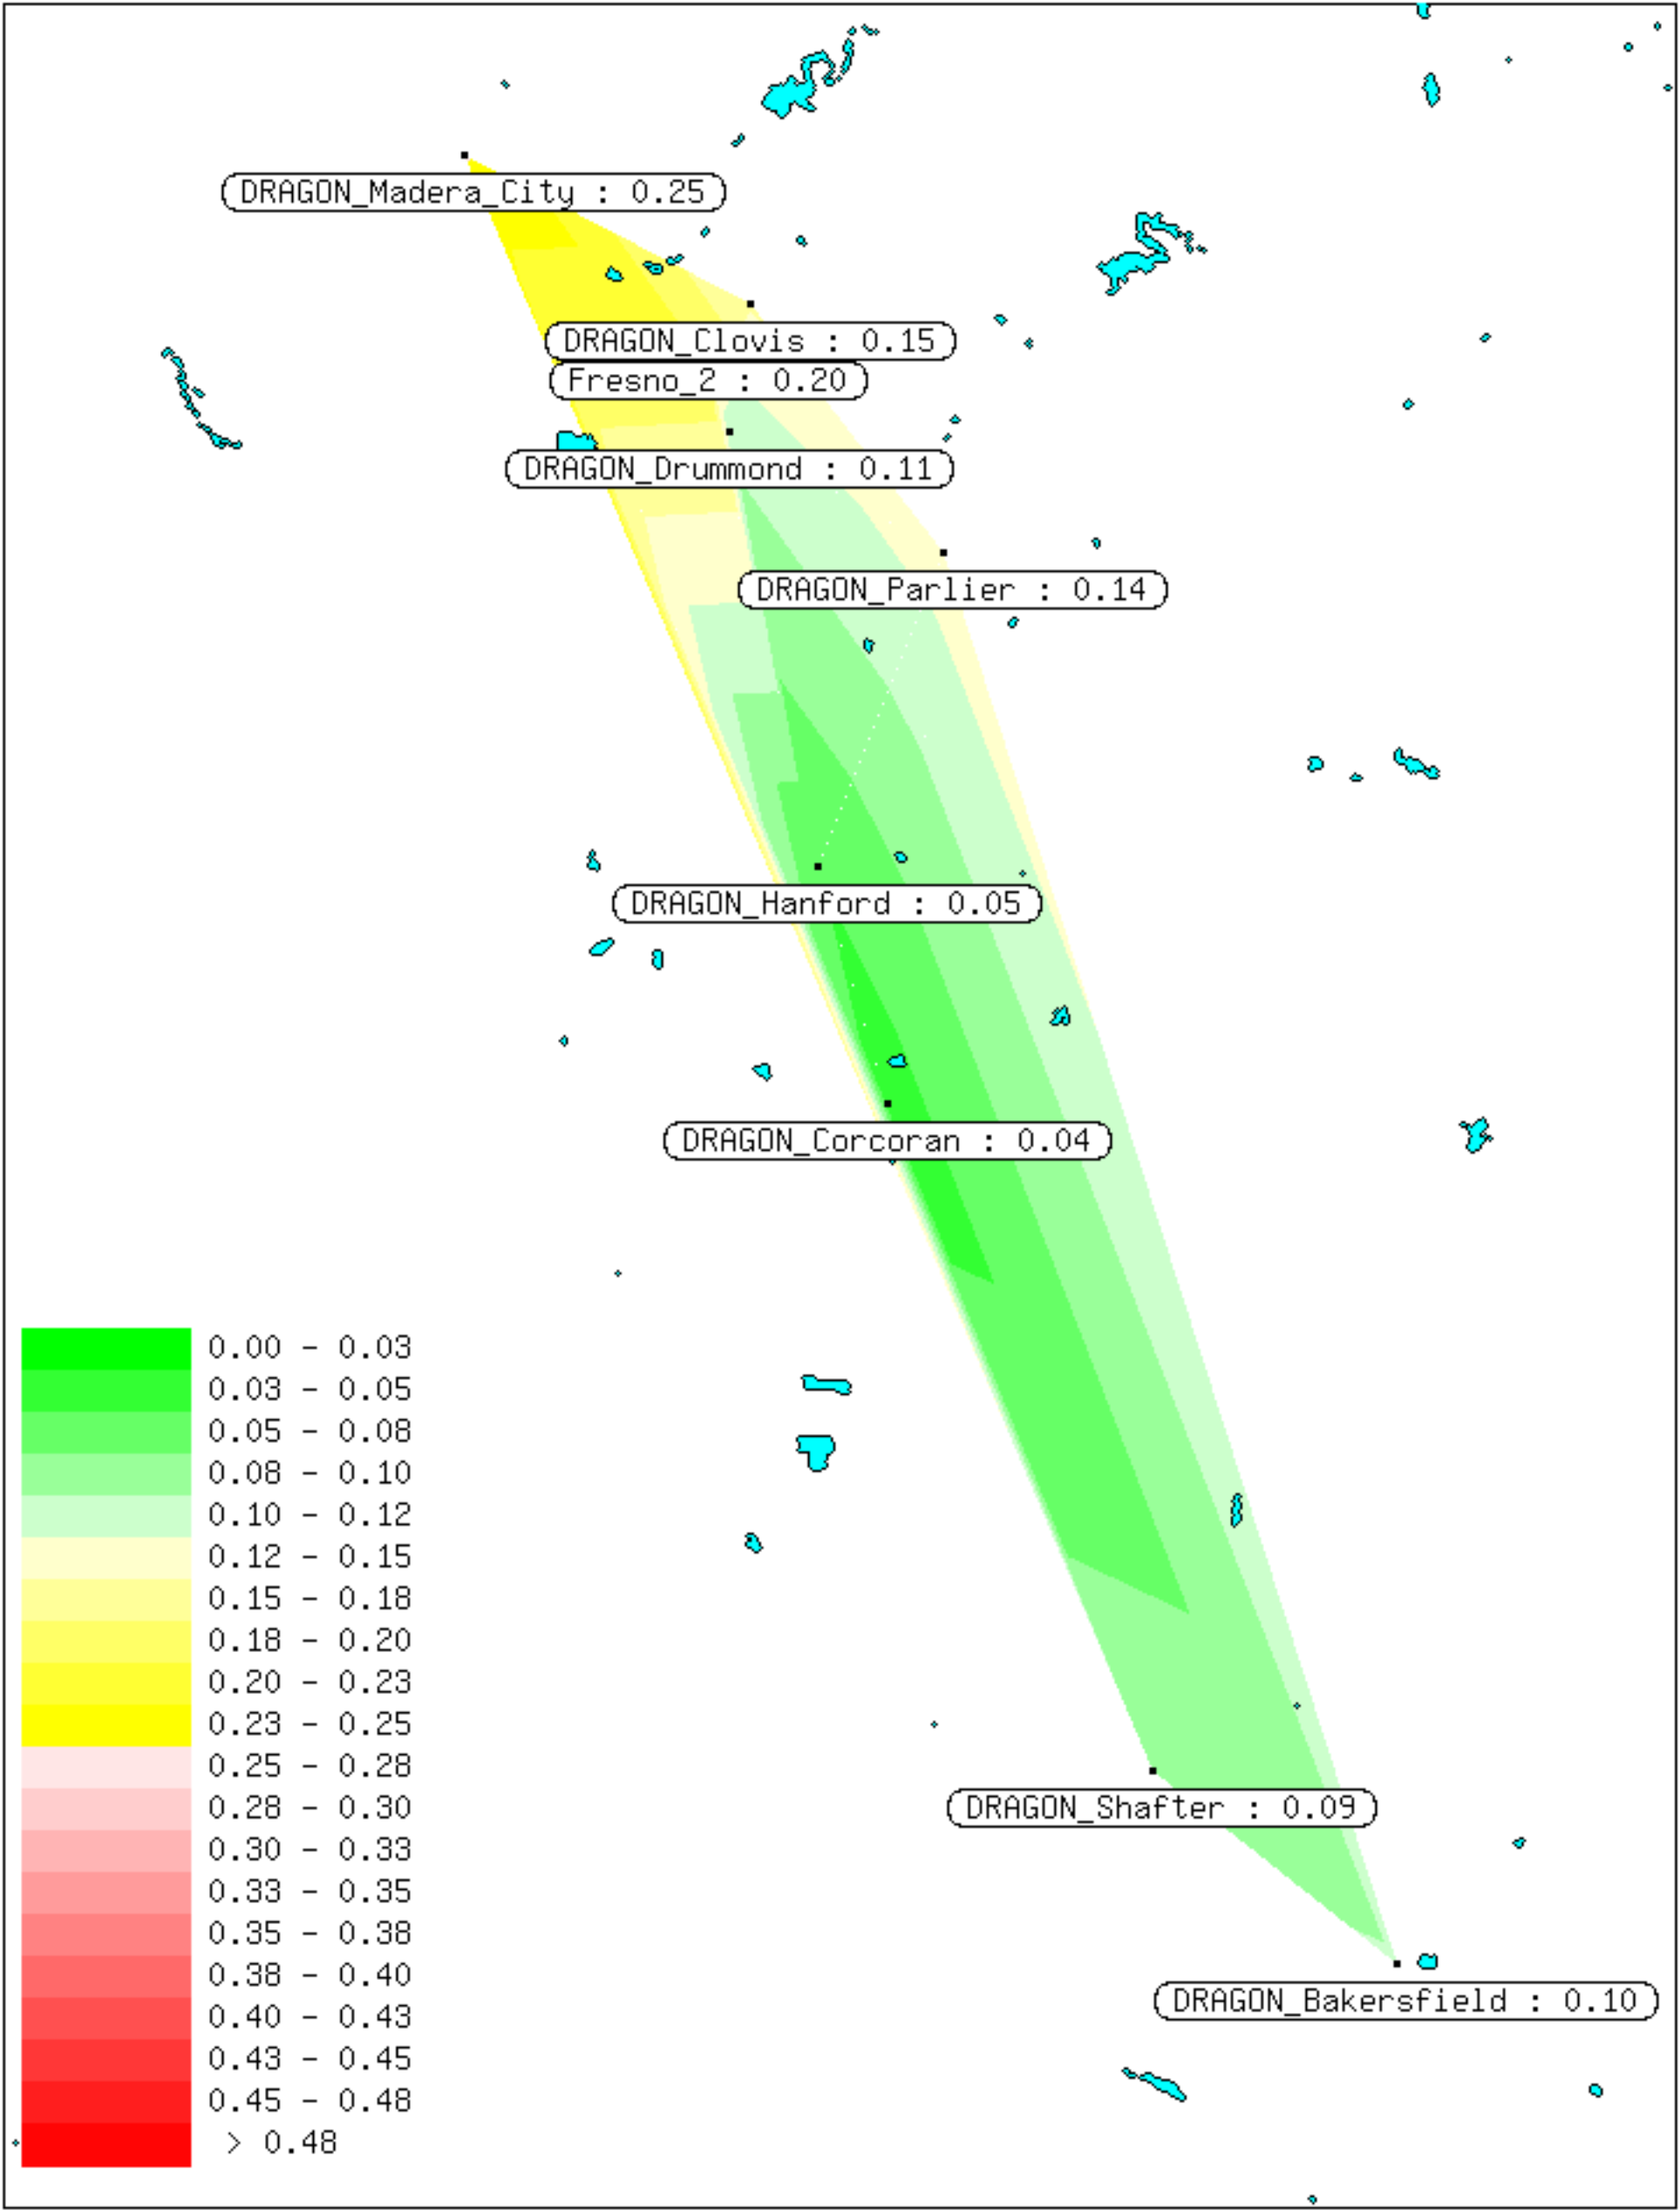 DRAGON_Madera_City : 0.25
DRAGON_Clovis : 0.15
Fresno_2 : 0.20
DRAGON_Drummond : 0.11
DRAGON_Parlier : 0.14
DRAGON_Hanford : 0.05
DRAGON_Corcoran : 0.04
DRAGON_Shafter : 0.09
DRAGON_Bakersfield : 0.10
0.00 - 0.03
0.03 - 0.05
0.05 - 0.08
0.08 - 0.10
0.10 - 0.12
0.12 - 0.15
0.15 - 0.18
0.18 - 0.20
0.20 - 0.23
0.23 - 0.25
0.25 - 0.28
0.28 - 0.30
0.30 - 0.33
0.33 - 0.35
0.35 - 0.38
0.38 - 0.40
0.40 - 0.43
0.43 - 0.45
0.45 - 0.48
> 0.48